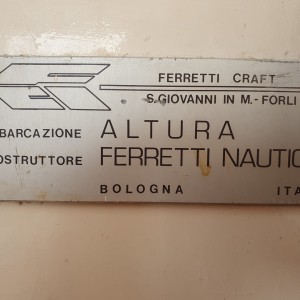 FERRETTI CRAFT
S.GIOVANNI IN M.-FORLI
BARCAZIONE ALTURA
OSTRUTTORE FERRETTI NAUTIC
BOLOGNA ITA